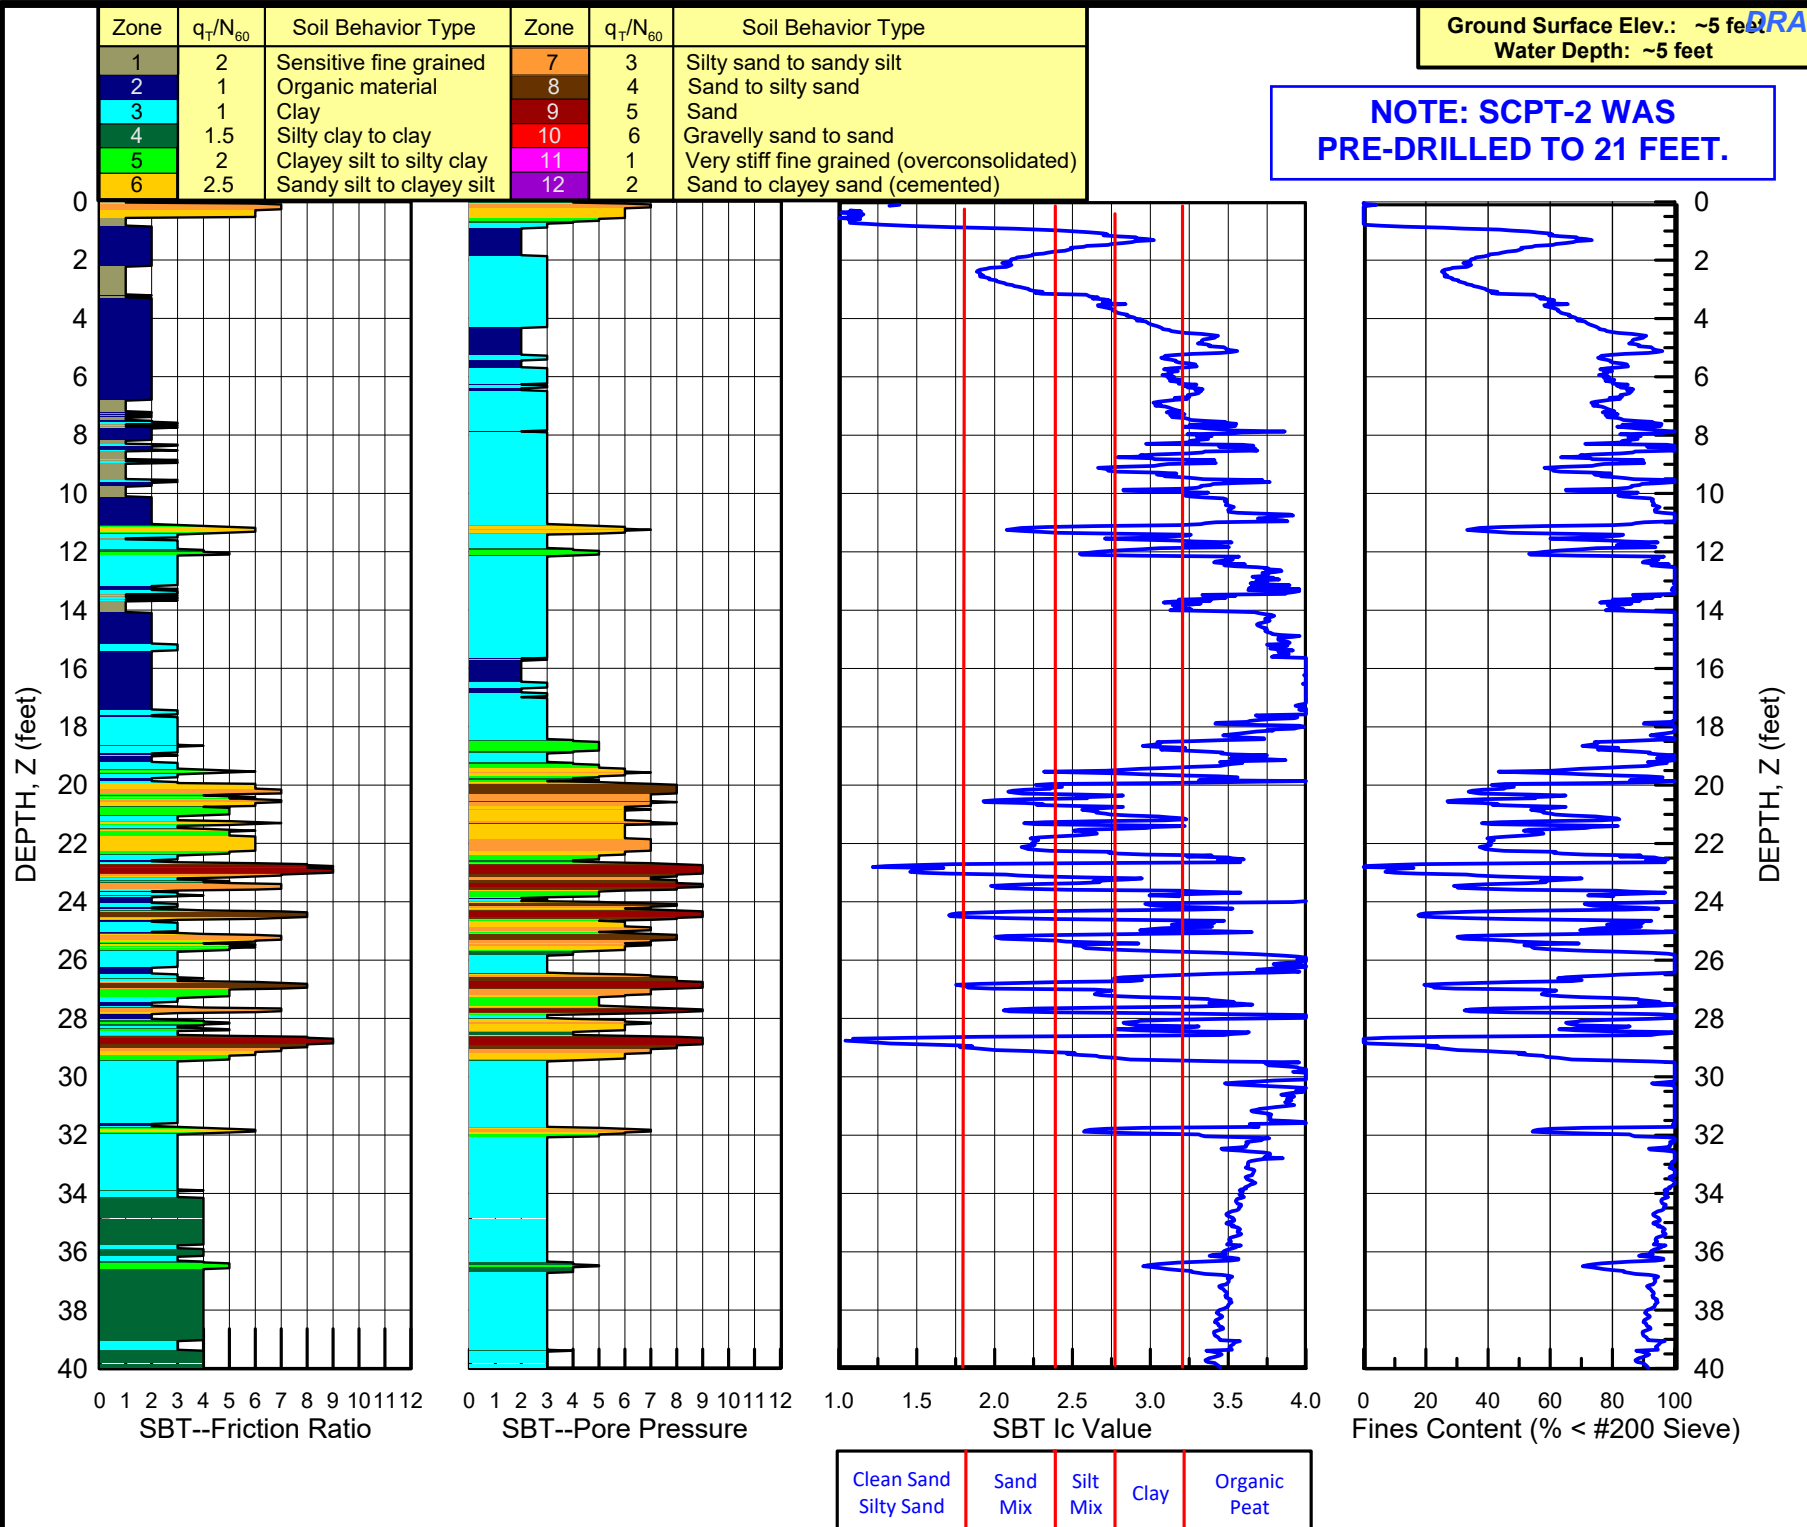 Zone qT/N60 Soil Behavior Type Zone qT/N60 Soil Behavior Type
1 2 Sensitive fine grained 7 3 Silty sand to sandy silt
2 1 Organic material 8 4 Sand to silty sand
3 1 Clay 9 5 Sand
4 1.5 Silty clay to clay 10 6 Gravelly sand to sand
5 2 Clayey silt to silty clay 11 1 Very stiff fine grained (overconsolidated)
6 2.5 Sandy silt to clayey silt 12 2 Sand to clayey sand (cemented)
Ground Surface Elev.: ~5 feet
DRA
Water Depth: ~5 feet
NOTE: SCPT-2 WAS
PRE-DRILLED TO 21 FEET.
0 0
2 2
4 4
6 6
8 8
10 10
12 12
14 14
16 16
18 18
20 20
22 22
24 24
26 26
28 28
30 30
32 32
34 34
36 36
38 38
40 40
DEPTH, Z (feet)
DEPTH, Z (feet)
0 1 2 3 4 5 6 7 8 9 10 11 12
SBT--Friction Ratio
0 1 2 3 4 5 6 7 8 9 10 11 12
SBT--Pore Pressure
1.0 1.5 2.0 2.5 3.0 3.5 4.0
SBT Ic Value
0 20 40 60 80 100
Fines Content (% < #200 Sieve)
Clean Sand Sand Silt Clay Organic
Silty Sand Mix Mix Peat